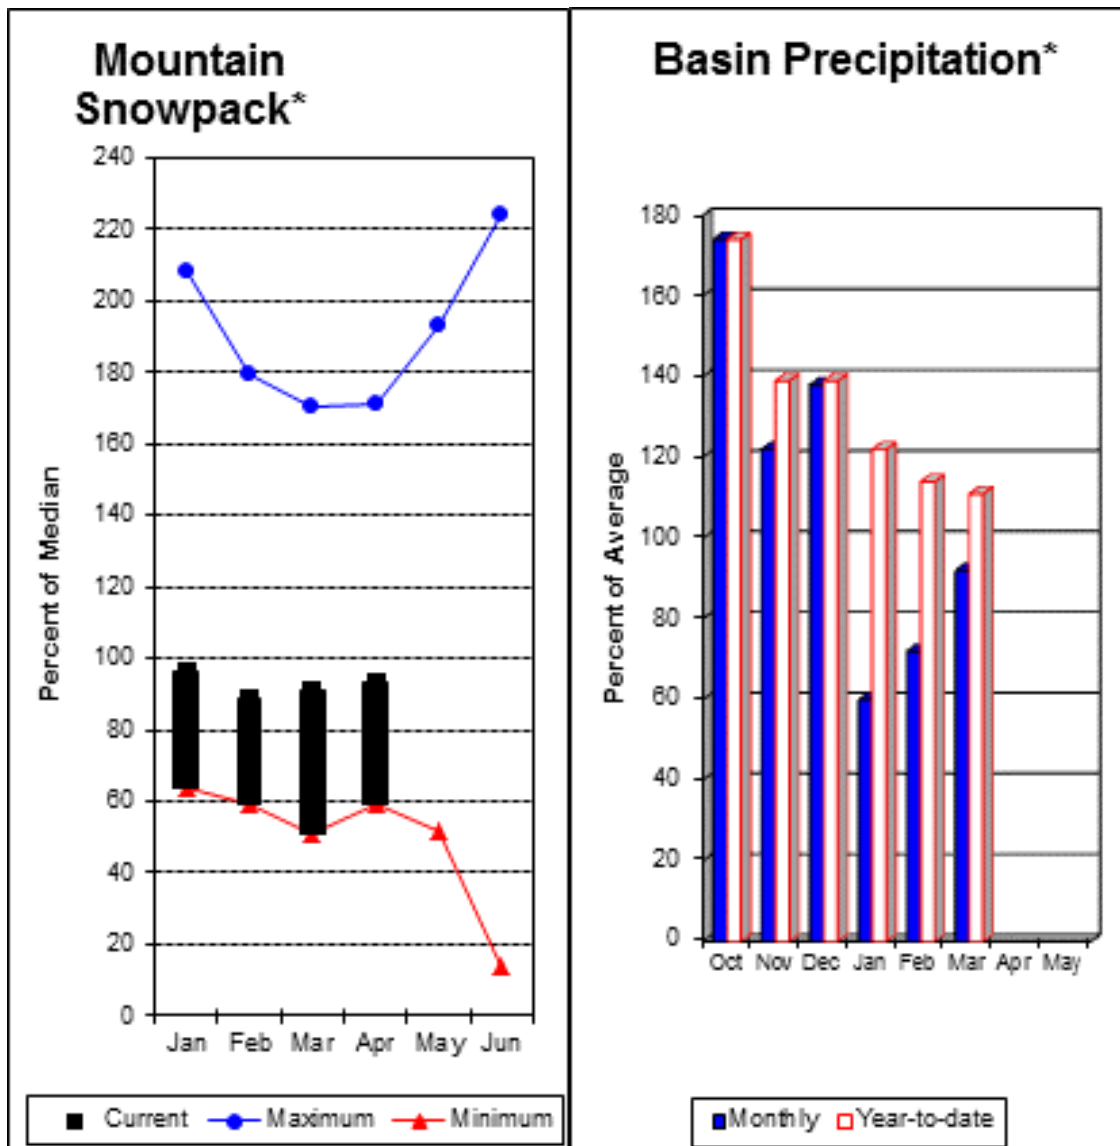 Mountain
Snowpack*
240
220
200
180
160
140
120
100
80
60
40
20
0
Percent of Median
Jan Feb Mar Apr May Jun
Current Maximum Minimum
Basin Precipitation*
180
160
140
120
100
80
60
40
20
0
Percent of Average
Oct Nov Dec Jan Feb Mar Apr May
Monthly Year-to-date